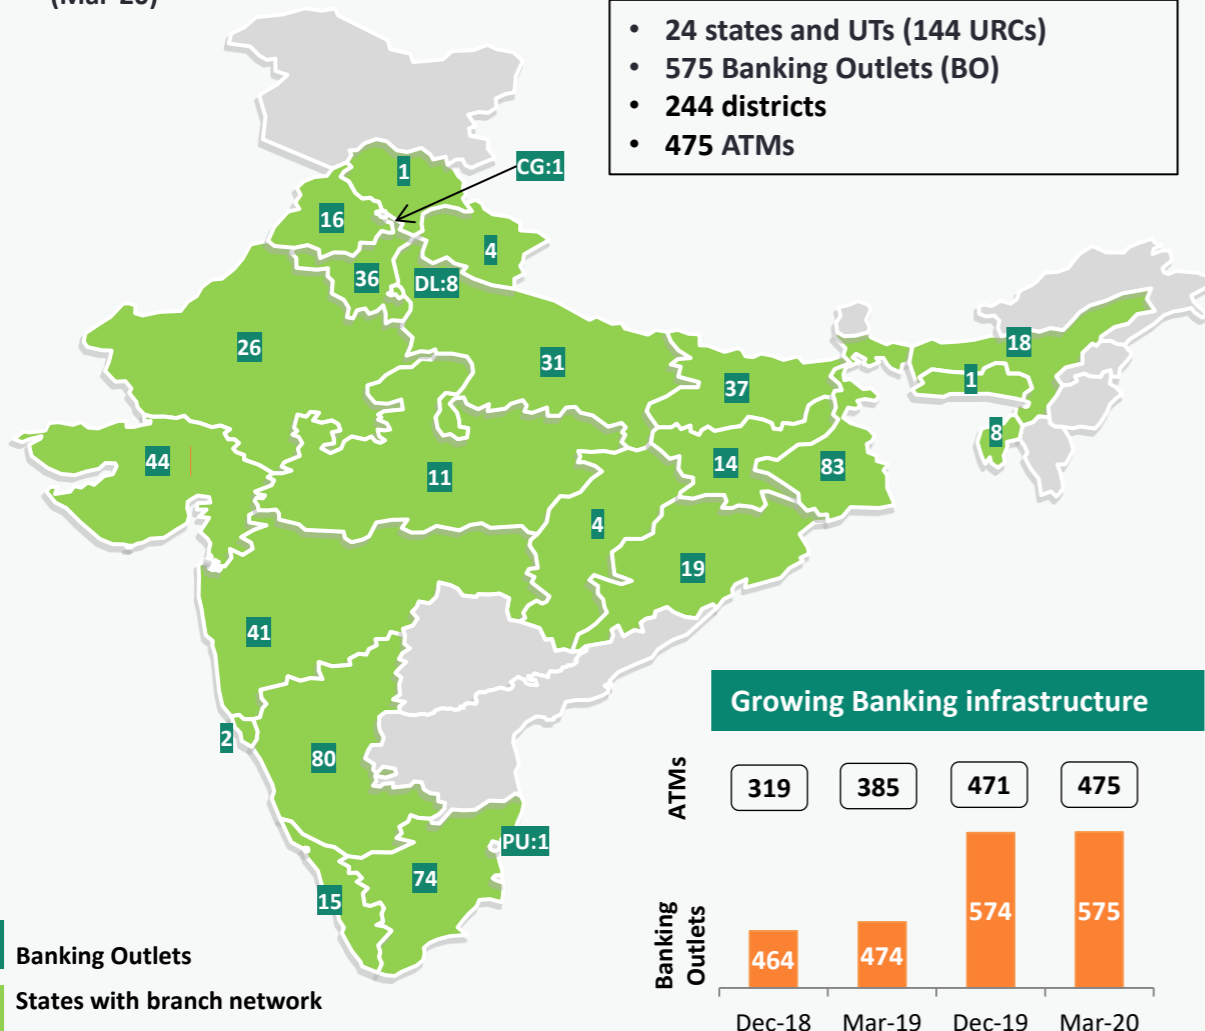 (Mar-20)
• 24 states and UTs (144 URCs)
• 575 Banking Outlets (BO)
• 244 districts
• 475 ATMs
1
CG:1
16
4
36
DL:8
26
31
37
18
1
8
44
11
14
83
4
19
41
2
80
PU:1
74
15
Banking Outlets
States with branch network
Growing Banking infrastructure
ATMs
319 385 471 475
Banking
Outlets
464 474 574 575
Dec-18 Mar-19 Dec-19 Mar-20